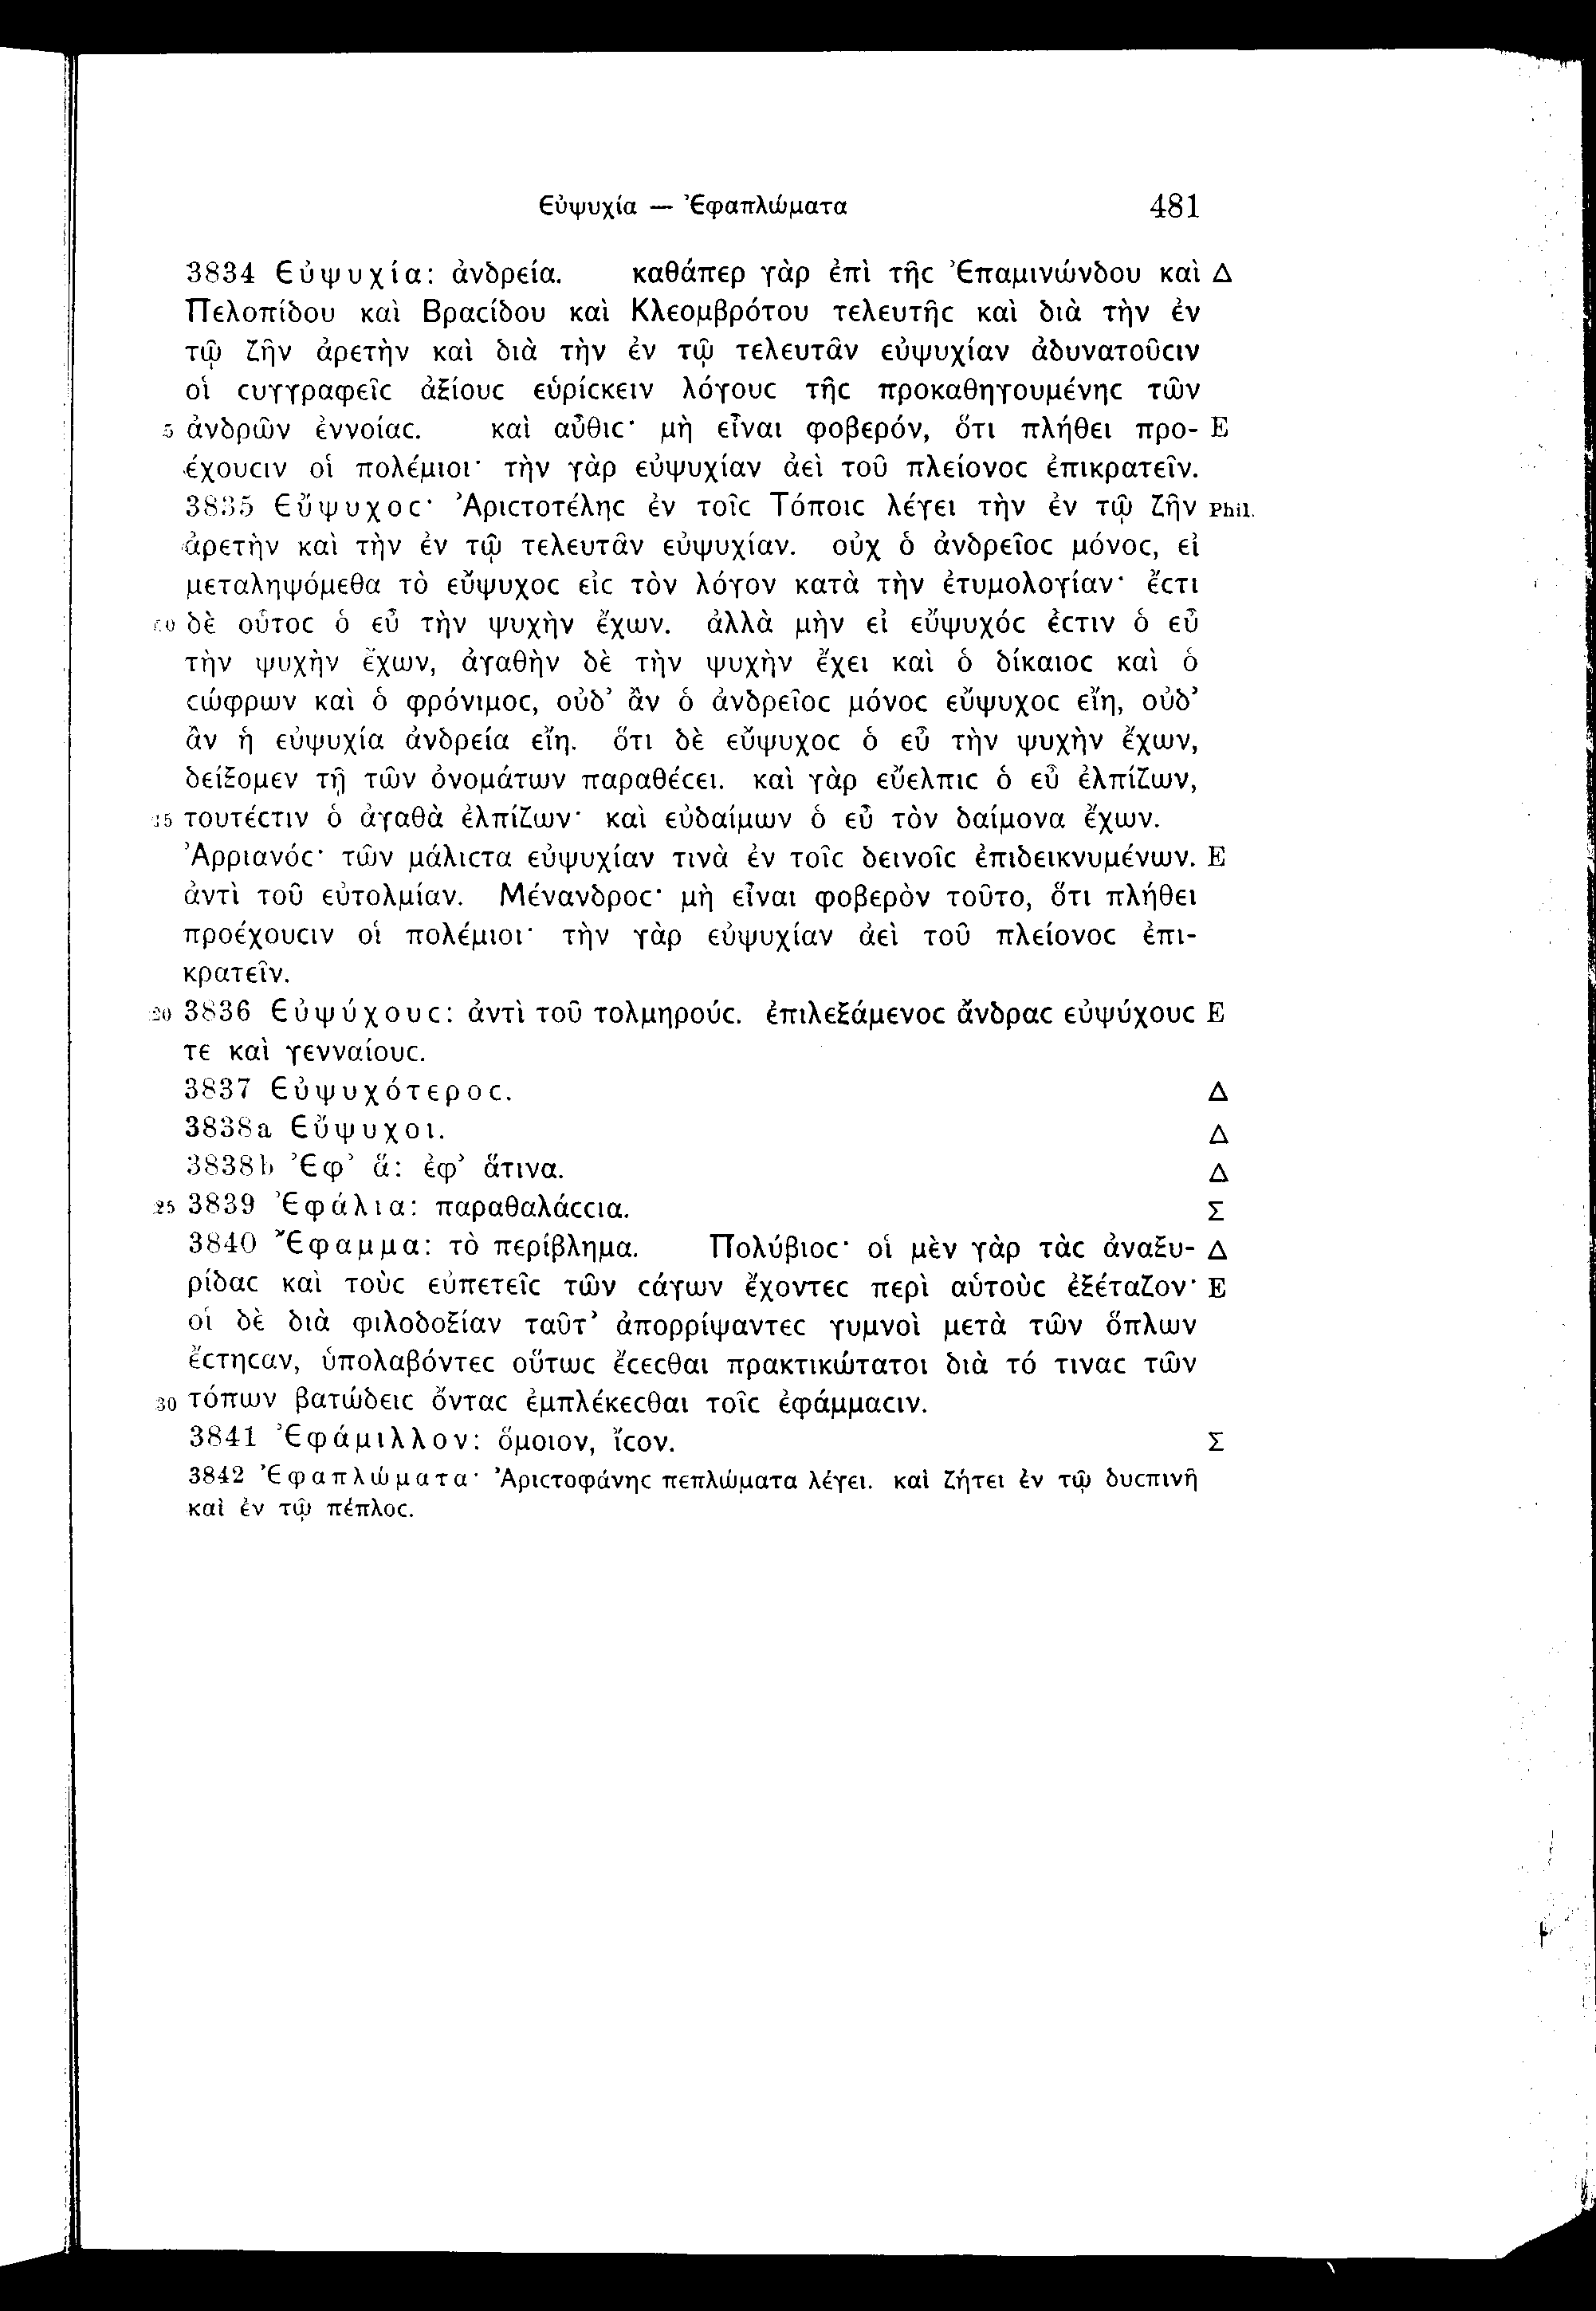 Εὐψυχία — Ἐφαπλώματα 481
3834 Εὐψυχία: ἀνδρεία. καθάπερ γὰρ ἐπὶ τῆϲ Ἐπαμινώνδου καὶ Δ
Πελοπίδου καὶ Βραϲίδου καὶ Κλεομβρότου τελευτῆϲ καὶ διὰ τὴν ἐν
τῷ ζῆν ἀρετὴν καὶ διὰ τὴν ἐν τῷ τελευτᾶν εὐψυχίαν ἀδυνατοῦϲιν
οἱ ϲυγγραφεῖϲ ἀξίουϲ εὑρίϲκειν λόγουϲ τῆϲ προκαθηγουμένηϲ τῶν
5 ἀνδρῶν ἐννοίαϲ. καὶ αὖθιϲ· μὴ εἶναι φοβερόν, ὅτι πλήθει προ- E
έχουϲιν οἱ πολέμιοι· τὴν γὰρ εὐψυχίαν ἀεὶ τοῦ πλείονοϲ ἐπικρατεῖν.
3835 Εὔψυχοϲ· Ἀριϲτοτέληϲ ἐν τοῖϲ Τόποιϲ λέγει τὴν ἐν τῷ ζῆν Phil.
ἀρετὴν καὶ τὴν ἐν τῷ τελευτᾶν εὐψυχίαν. οὐχ ὁ ἀνδρεῖοϲ μόνοϲ, εἰ
μεταληψόμεθα τὸ εὔψυχοϲ εἰϲ τὸν λόγον κατὰ τὴν ἐτυμολογίαν· ἔϲτι
10 δὲ οὗτοϲ ὁ εὖ τὴν ψυχὴν ἔχων. ἀλλὰ μὴν εἰ εὔψυχόϲ ἐϲτιν ὁ εὖ
τὴν ψυχὴν ἔχων, ἀγαθὴν δὲ τὴν ψυχὴν ἔχει καὶ ὁ δίκαιοϲ καὶ ὁ
ϲώφρων καὶ ὁ φρόνιμοϲ, οὐδ’ ἂν ὁ ἀνδρεῖοϲ μόνοϲ εὔψυχοϲ εἴη, οὐδ’
ἂν ἡ εὐψυχία ἀνδρεία εἴη. ὅτι δὲ εὔψυχοϲ ὁ εὖ τὴν ψυχὴν ἔχων,
δείξομεν τῇ τῶν ὀνομάτων παραθέϲει. καὶ γὰρ εὔελπιϲ ὁ εὖ ἐλπίζων,
15 τουτέϲτιν ὁ ἀγαθὰ ἐλπίζων· καὶ εὐδαίμων ὁ εὖ τὸν δαίμονα ἔχων.
Ἀρριανόϲ· τῶν μάλιϲτα εὐψυχίαν τινὰ ἐν τοῖϲ δεινοῖϲ ἐπιδεικνυμένων. E
ἀντὶ τοῦ εὐτολμίαν. Μένανδροϲ· μὴ εἶναι φοβερὸν τοῦτο, ὅτι πλήθει
προέχουϲιν οἱ πολέμιοι· τὴν γὰρ εὐψυχίαν ἀεὶ τοῦ πλείονοϲ ἐπι-
κρατεῖν.
20 3836 Εὐψύχουϲ: ἀντὶ τοῦ τολμηρούϲ. ἐπιλεξάμενοϲ ἄνδραϲ εὐψύχουϲ E
τε καὶ γενναίουϲ.
3837 Εὐψυχότεροϲ. Δ
3838a Εὔψυχοι. Δ
3838b Ἐφ’ ἅ: ἐφ’ ἅτινα. Δ
25 3839 Ἐφάλια: παραθαλάϲϲια. Σ
3840 Ἔφαμμα: τὸ περίβλημα. Πολύβιοϲ· οἱ μὲν γὰρ τὰϲ ἀναξυ- Δ
ρίδαϲ καὶ τοὺϲ εὐπετεῖϲ τῶν ϲάγων ἔχοντεϲ περὶ αὑτοὺϲ ἐξέταζον· E
οἱ δὲ διὰ φιλοδοξίαν ταῦτ’ ἀπορρίψαντεϲ γυμνοὶ μετὰ τῶν ὅπλων
ἔϲτηϲαν, ὑπολαβόντεϲ οὕτωϲ ἔϲεϲθαι πρακτικώτατοι διὰ τό τιναϲ τῶν
30 τόπων βατώδειϲ ὄνταϲ ἐμπλέκεϲθαι τοῖϲ ἐφάμμαϲιν.
3841 Ἐφάμιλλον: ὅμοιον, ἴϲον. Σ
3842 Ἐφαπλώματα· Ἀριϲτοφάνηϲ πεπλώματα λέγει. καὶ ζήτει ἐν τῷ δυϲπινῆ
καὶ ἐν τῷ πέπλοϲ.